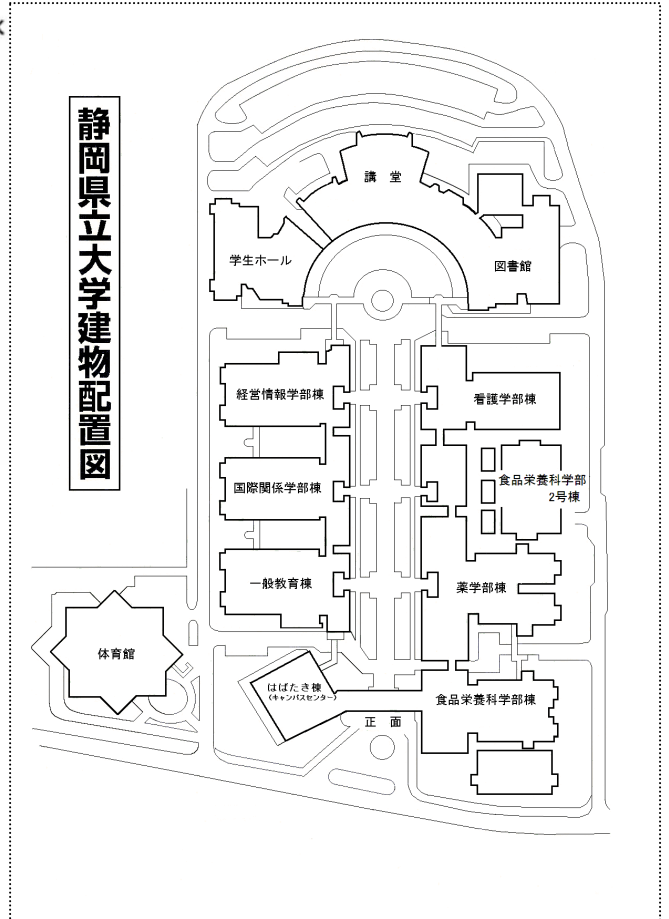 静岡県立大学建物配置図
講 堂
学生ホール
図書館
経営情報学部棟
看護学部棟
国際関係学部棟
食品栄養科学部
2号棟
一般教育棟
薬学部棟
体育館
はばたき棟
(キャンパスセンター)
食品栄養科学部棟
正 面